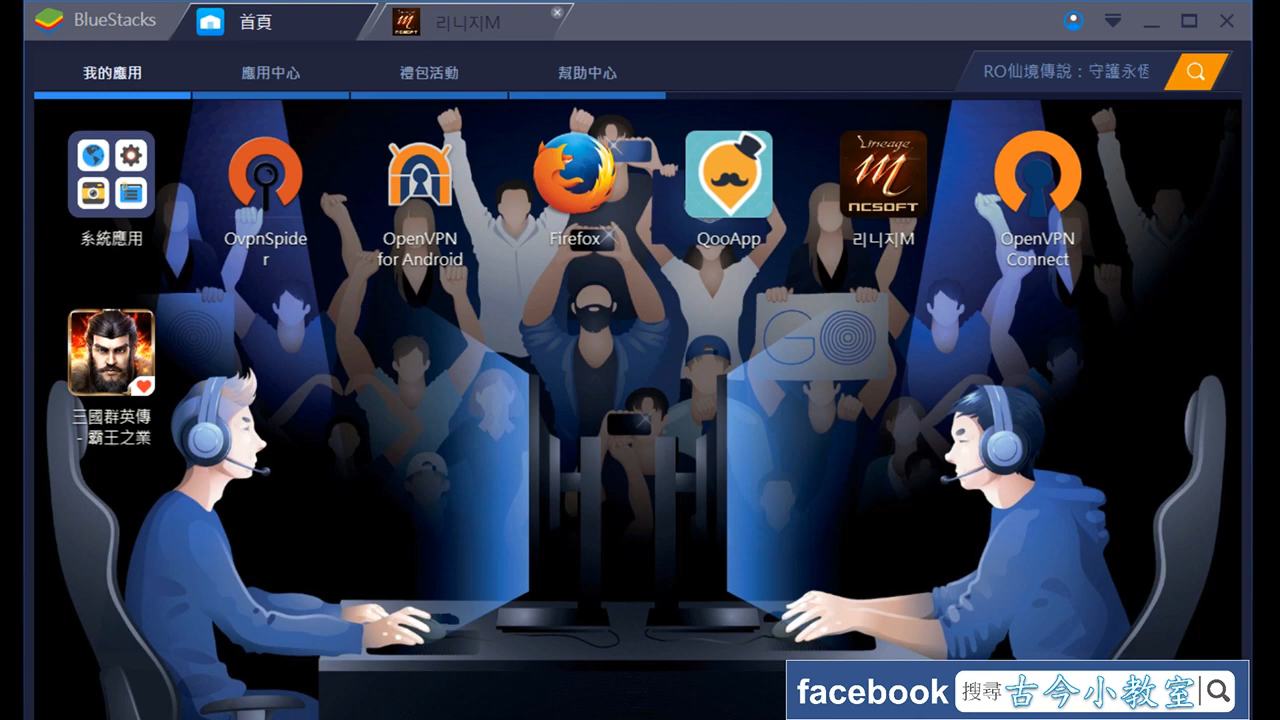 BlueStacks
首頁
리니지M
我的應用
應用中心
禮包活動
幫助中心
RO仙境傳說：守護永恆
系統應用
OvpnSpide
r
OpenVPN
for Android
Firefox
QooApp
Lineage
m
NCSOFT
리니지M
OpenVPN
Connect
三國群英傳
- 霸王之業
GO
facebook
搜尋 古今小教室